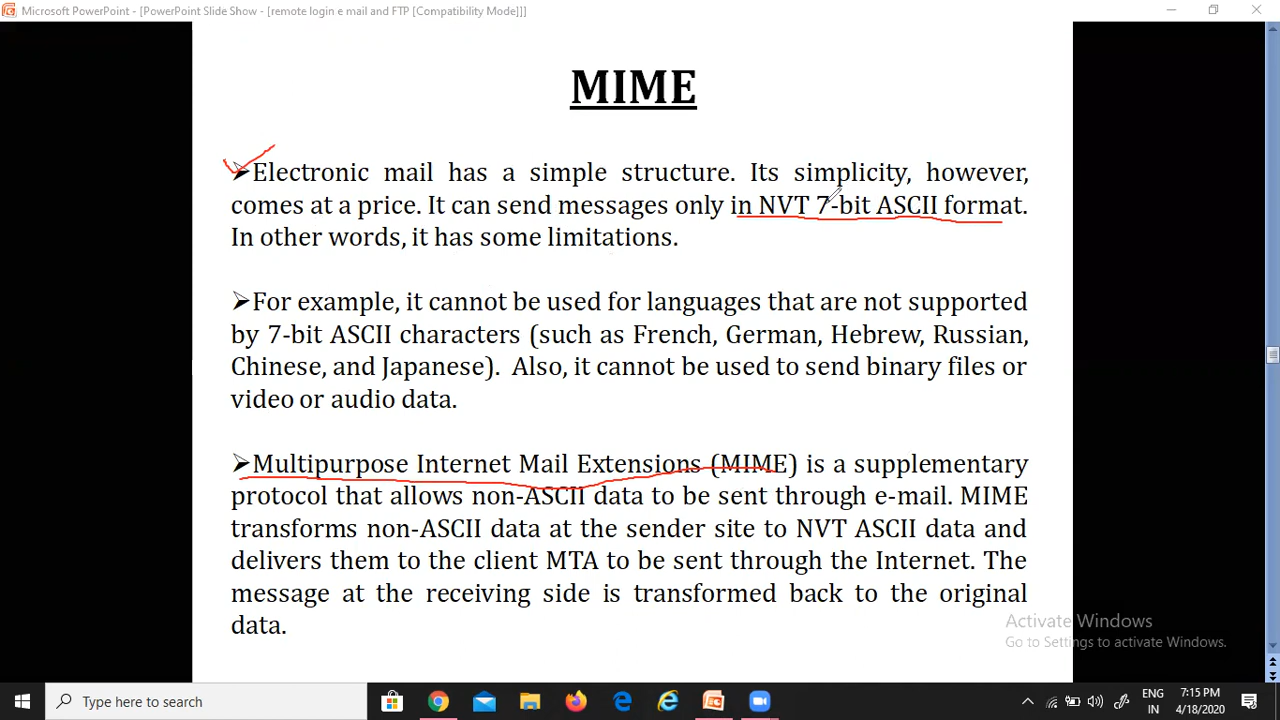 Microsoft PowerPoint - [PowerPoint Slide Show - [remote login e mail and FTP [Compatibility Mode]]]
MIME
Electronic mail has a simple structure. Its simplicity, however,
comes at a price. It can send messages only in NVT 7-bit ASCII format.
In other words, it has some limitations.
For example, it cannot be used for languages that are not supported
by 7-bit ASCII characters (such as French, German, Hebrew, Russian,
Chinese, and Japanese). Also, it cannot be used to send binary files or
video or audio data.
Multipurpose Internet Mail Extensions (MIME) is a supplementary
protocol that allows non-ASCII data to be sent through e-mail. MIME
transforms non-ASCII data at the sender site to NVT ASCII data and
delivers them to the client MTA to be sent through the Internet. The
message at the receiving side is transformed back to the original
data.
Activate Windows
Go to Settings to activate Windows.
Type here to search
ENG
IN
7:15 PM
4/18/2020